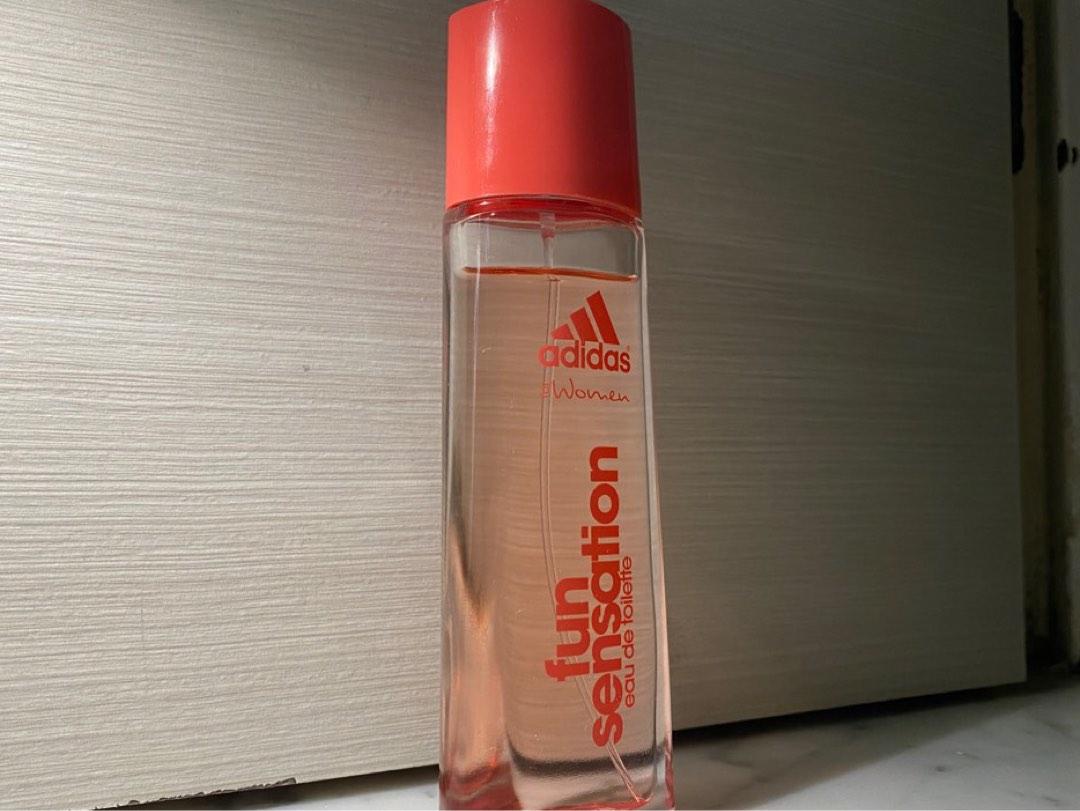 adidas
Women
fun
sensation
eau de toilette